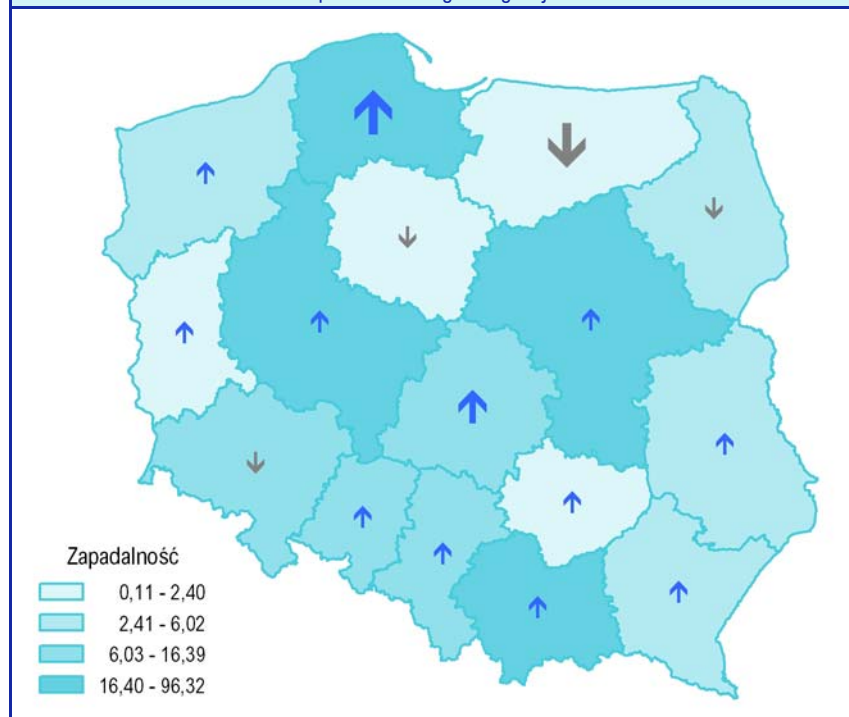 Zapadalność
0,11 - 2,40
2,41 - 6,02
6,03 - 16,39
16,40 - 96,32